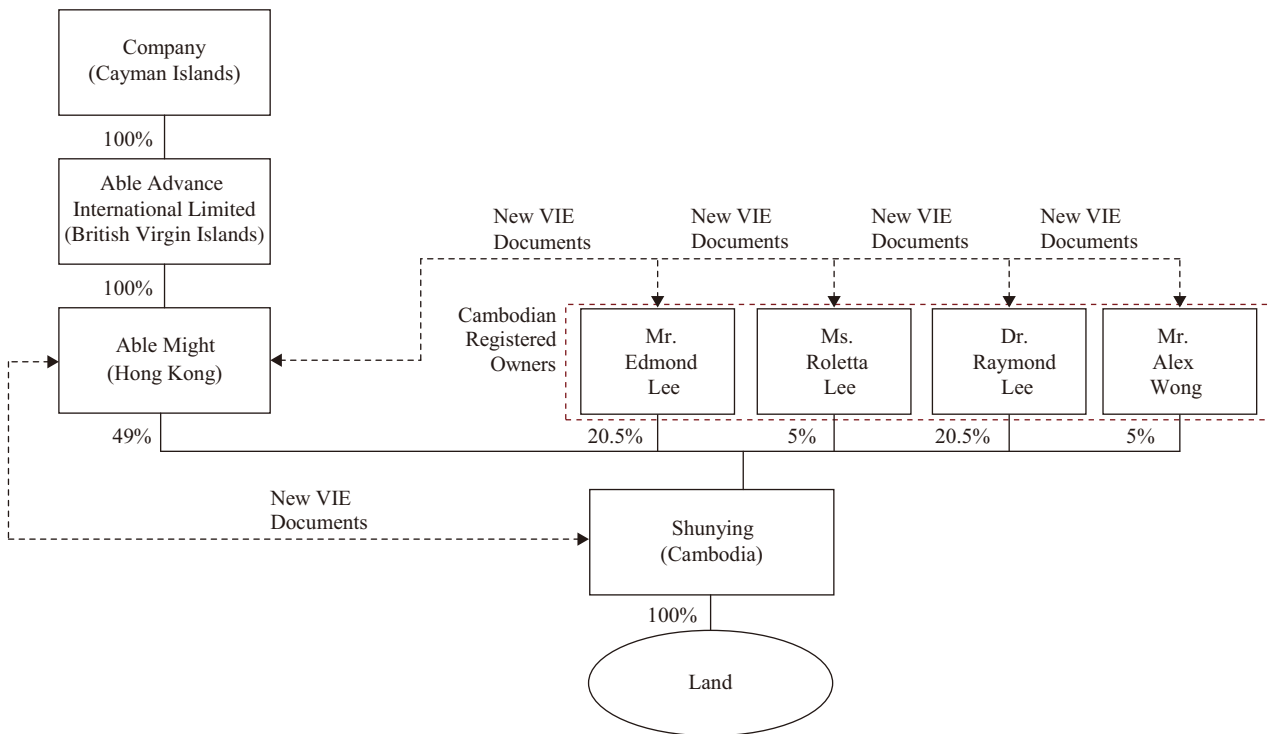 Company
(Cayman Islands)
100%
Able Advance
International Limited
(British Virgin Islands)
100%
Able Might
(Hong Kong)
49%
New VIE
Documents
New VIE
Documents
New VIE
Documents
New VIE
Documents
Cambodian
Registered
Owners
Mr.
Edmond
Lee
Ms.
Roletta
Lee
Dr.
Raymond
Lee
Mr.
Alex
Wong
20.5%
5%
20.5%
5%
New VIE
Documents
Shunying
(Cambodia)
100%
Land